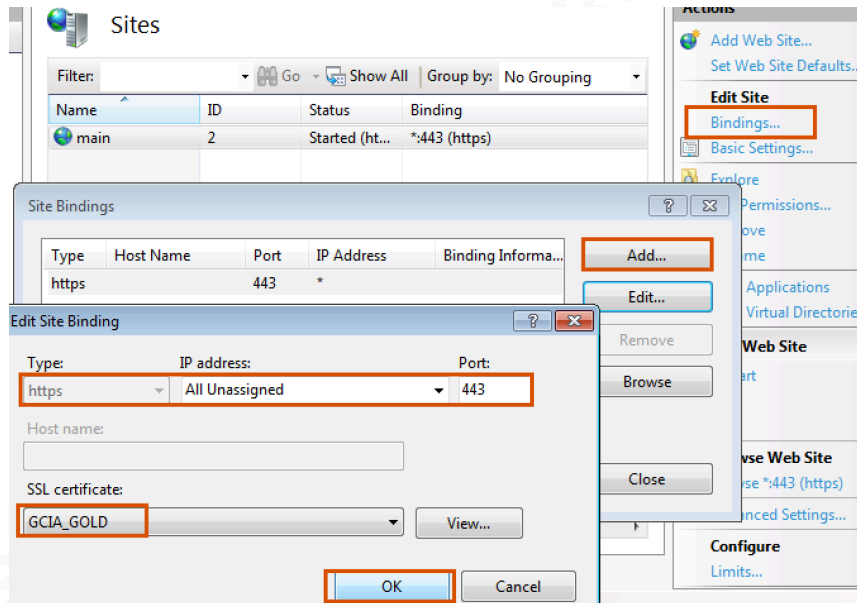 Actions
Sites
Add Web Site...
Set Web Site Defaults..
Filter: Go Show All Group by: No Grouping
Edit Site
Name ID Status Binding
Bindings...
main 2 Started (ht... *:443 (https)
Basic Settings...
Explore
Permissions...
Site Bindings
Type Host Name Port IP Address Binding Informa...
https 443 *
Add...
Edit...
Remove
Browse
Close
Applications
Virtual Directorie
Web Site
Edit Site Binding
Type: IP address: Port:
https All Unassigned 443
Host name:
SSL certificate:
GCIA_GOLD View...
OK Cancel
Web Site
*:443 (https)
Settings...
Configure
Limits...